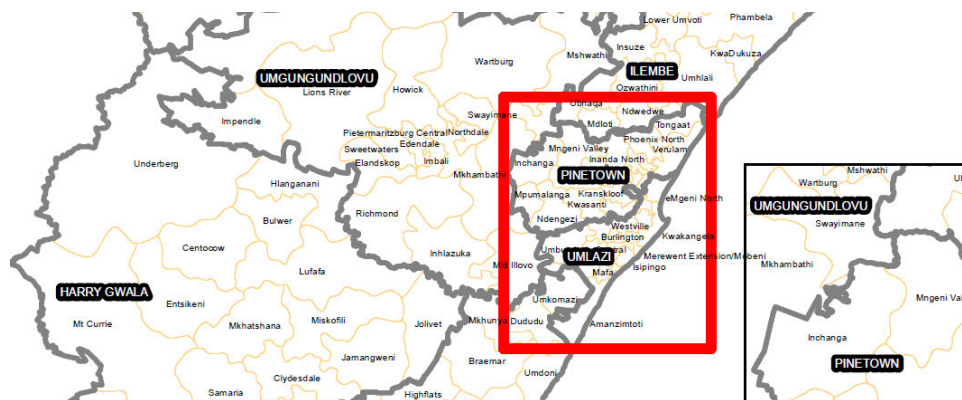 Lower Umvoti
Phambela
Insuze
KwaDukuza
Mshwathi
Wartburg
ILEMBE
Umhlali
UMGUNGUNDLOVU
Lions River
Howick
Ozwathini
Ubhaqa
Ndwedwe
Impendle
Swayimane
Mdloti
Tongaat
Pietermaritzburg Central
Northdale
Phoenix North
Edendale
Mngeni Valley
Verulam
Sweetwaters
Underberg
Elandskop
Imbali
Inchanga
Inanda North
Mkhambathi
PINETOWN
Hlanganani
Mpumalanga
Kranskloof
eMgeni North
Kwasanti
Richmond
Bulwer
Ndengezi
Westville
Burlington
Kwakangela
Centocow
Inhlazuka
UMLAZI
Merewent Extension/Mobeni
Mid Illovo
Isipingo
Lufafa
Mafa
HARRY GWALA
Entsikeni
Umkomazi
Mt Currie
Mkhatshana
Miskofili
Jolivet
Mkhunya
Dududu
Amanzimtoti
Jamangweni
Braemar
Clydesdale
Umdoni
Samaria
Highflats
Mshwathi
Wartburg
UMGUNGUNDLOVU
Swayimane
Mkhambathi
Inchanga
PINETOWN